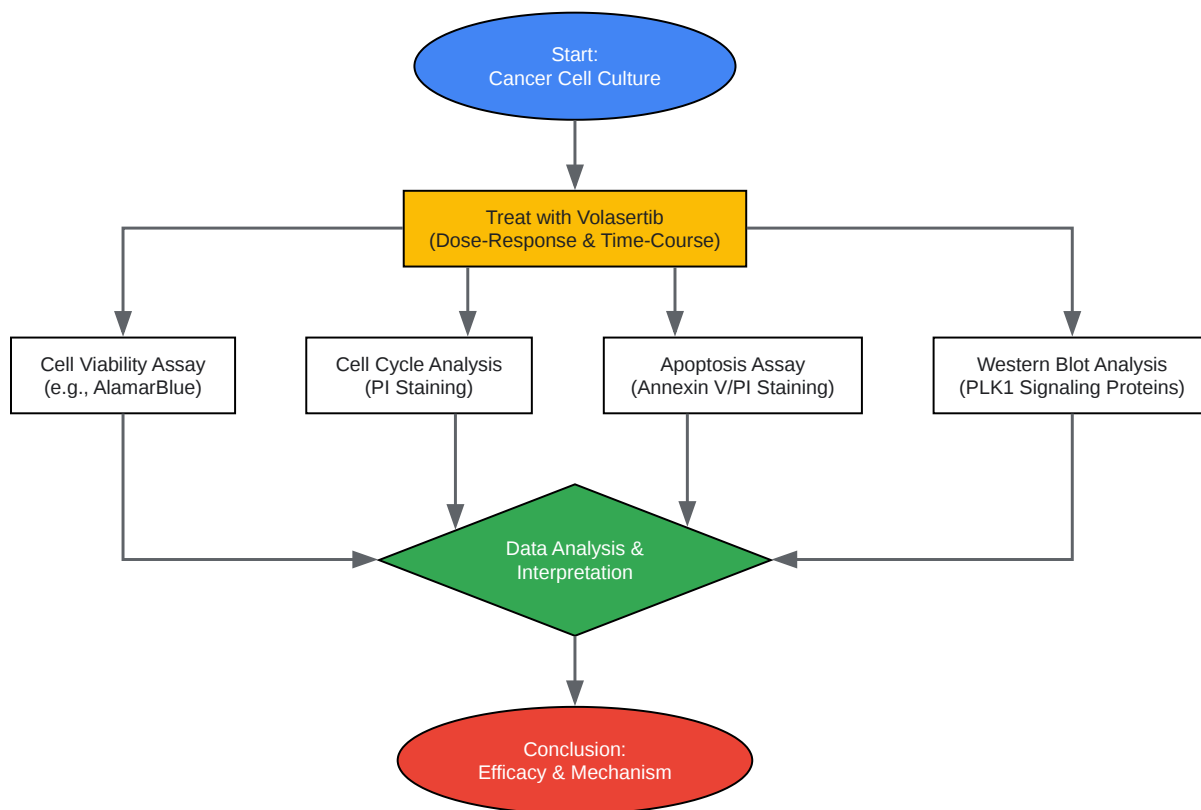 Start:
Cancer Cell Culture
Treat with Volasertib
(Dose-Response & Time-Course)
Cell Viability Assay
(e.g., AlamarBlue)
Cell Cycle Analysis
(PI Staining)
Apoptosis Assay
(Annexin V/PI Staining)
Western Blot Analysis
(PLK1 Signaling Proteins)
Data Analysis &
Interpretation
Conclusion:
Efficacy & Mechanism